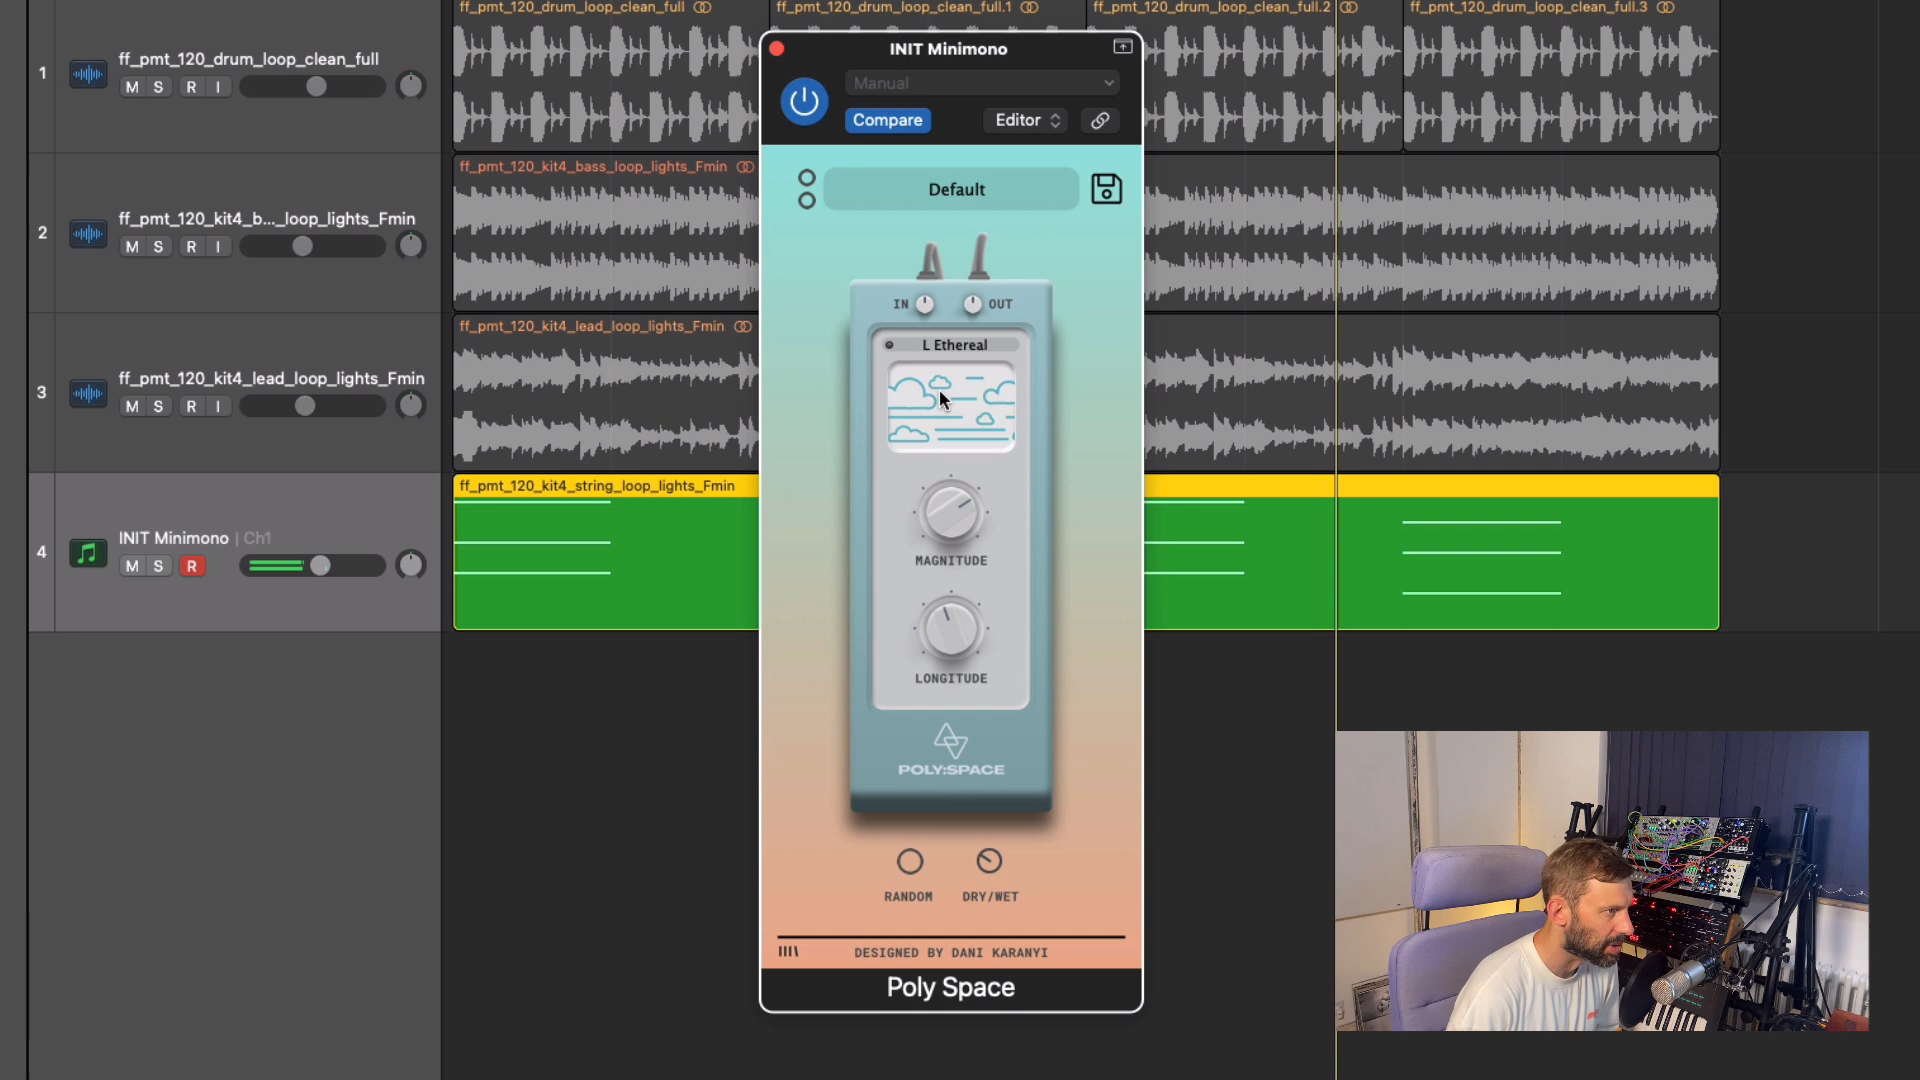 ff_pmt_120_drum_loop_clean_full
ff_pmt_120_drum_loop_clean_full.1
ff_pmt_120_drum_loop_clean_full.2
ff_pmt_120_drum_loop_clean_full.3
1
ff_pmt_120_drum_loop_clean_full
M S R I
INIT Minimono
Manual
Compare
Editor
2
ff_pmt_120_kit4_b..._loop_lights_Fmin
M S R I
ff_pmt_120_kit4_bass_loop_lights_Fmin
Default
IN
OUT
3
ff_pmt_120_kit4_lead_loop_lights_Fmin
M S R I
ff_pmt_120_kit4_lead_loop_lights_Fmin
L Ethereal
MAGNITUDE
LONGITUDE
4
INIT Minimono | Ch1
M S R
ff_pmt_120_kit4_string_loop_lights_Fmin
POLY:SPACE
RANDOM
DRY/WET
DESIGNED BY DANI KARANYI
Poly Space